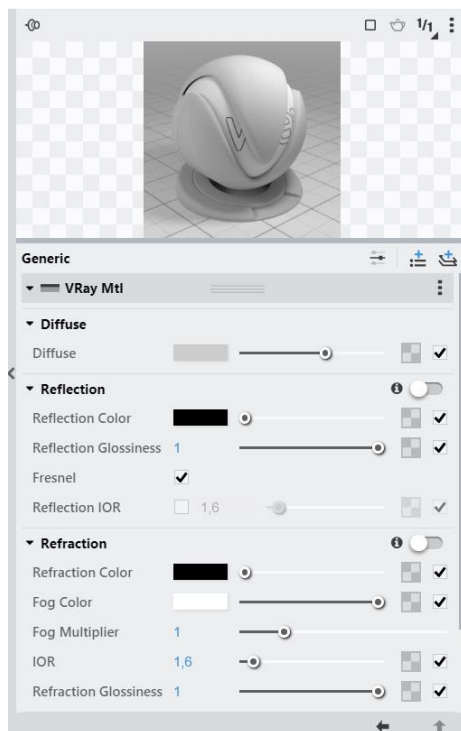 1/1
Generic
VRay Mtl
Diffuse
Diffuse
Reflection
Reflection Color
Reflection Glossiness 1
Fresnel
Reflection IOR 1,6
Refraction
Refraction Color
Fog Color
Fog Multiplier 1
IOR 1,6
Refraction Glossiness 1